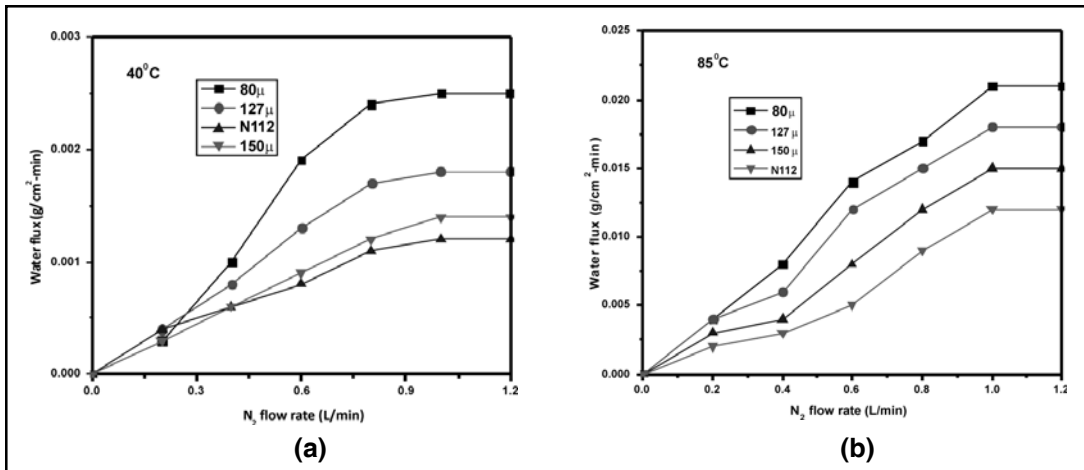 0.003
0.002
0.001
0.000
Water flux (g/cm²-min)
40⁰C
80μ
127μ
N112
150μ
0.0 0.3 0.6 0.9 1.2
N₂ flow rate (L/min)
(a)
0.025
0.020
0.015
0.010
0.005
0.000
Water flux (g/cm²-min)
85⁰C
80μ
127μ
150μ
N112
0.0 0.2 0.4 0.6 0.8 1.0 1.2
N₂ flow rate (L/min)
(b)